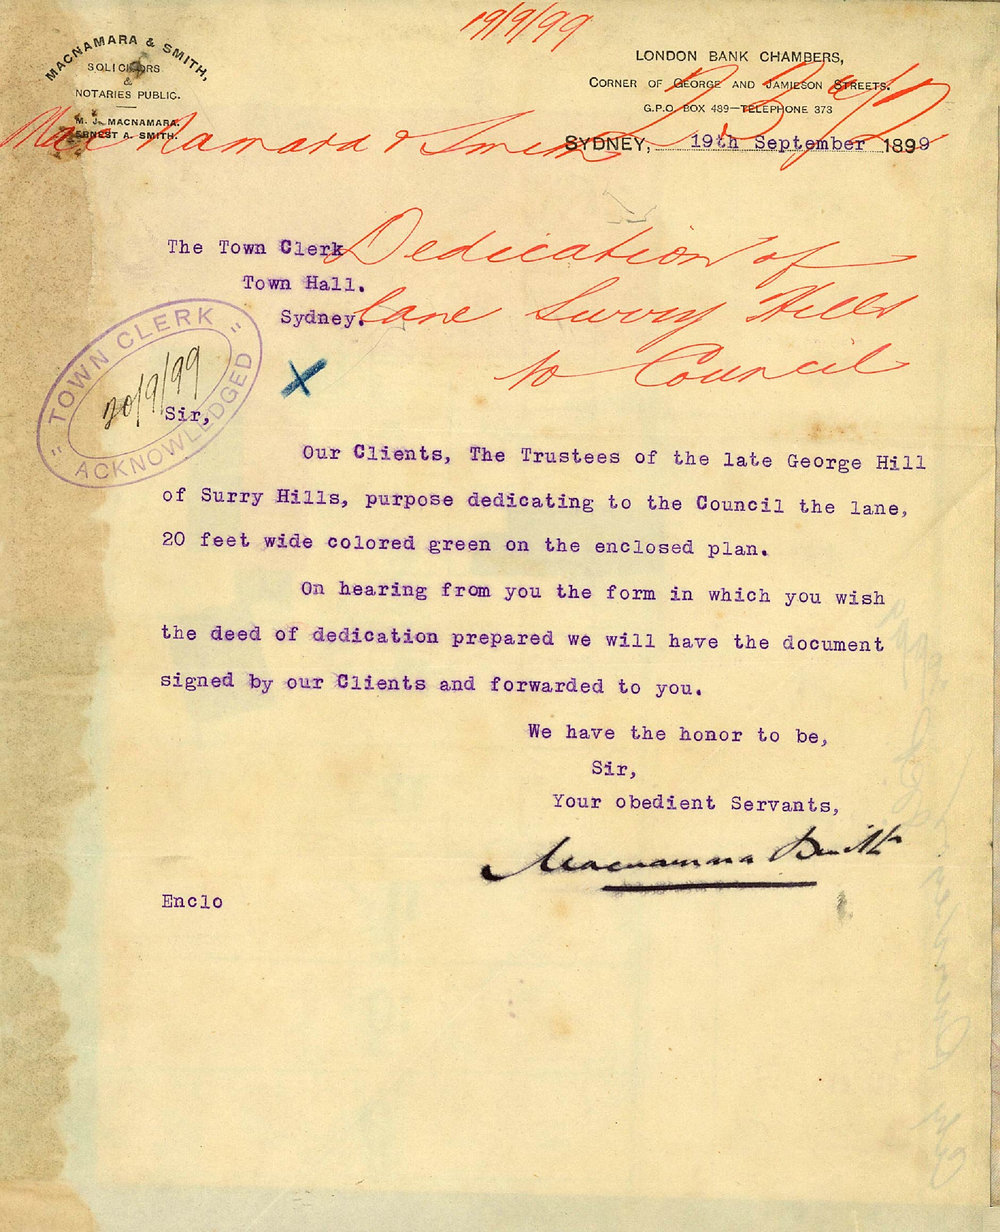 19/9/99
MACNAMARA & SMITH,
SOLICITORS
&
NOTARIES PUBLIC.
M. J. MACNAMARA.
ERNEST A. SMITH.
LONDON BANK CHAMBERS,
CORNER OF GEORGE AND JAMIESON STREETS.
G.P.O. BOX 489—TELEPHONE 373
MacNamara & Smith
SYDNEY, 19th September 1899
The Town Clerk
Town Hall.
Sydney.
Dedication of
lane Surry Hills
to Council
"TOWN CLERK"
20/9/99
ACKNOWLEDGED
Sir,
Our Clients, The Trustees of the late George Hill
of Surry Hills, purpose dedicating to the Council the lane,
20 feet wide colored green on the enclosed plan.
On hearing from you the form in which you wish
the deed of dedication prepared we will have the document
signed by our Clients and forwarded to you.
We have the honor to be,
Sir,
Your obedient Servants,
Macnamara Smith
Enclo